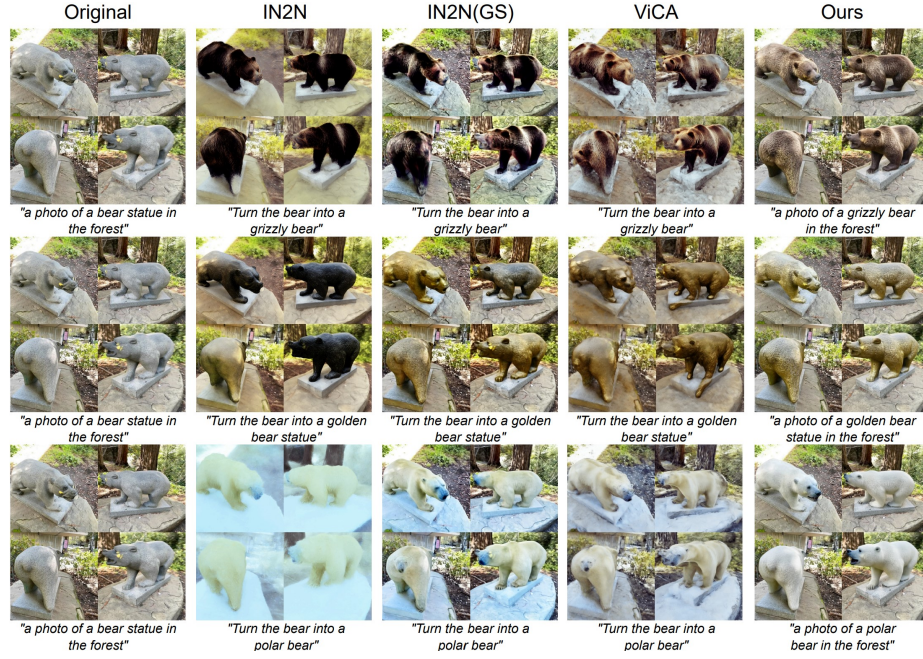 Original IN2N IN2N(GS) ViCA Ours
"a photo of a bear statue in
the forest"
"Turn the bear into a
grizzly bear"
"Turn the bear into a
grizzly bear"
"Turn the bear into a
grizzly bear"
"a photo of a grizzly bear
in the forest"
"a photo of a bear statue in
the forest"
"Turn the bear into a golden
bear statue"
"Turn the bear into a golden
bear statue"
"Turn the bear into a golden
bear statue"
"a photo of a golden bear
statue in the forest"
"a photo of a bear statue in
the forest"
"Turn the bear into a
polar bear"
"Turn the bear into a
polar bear"
"Turn the bear into a
polar bear"
"a photo of a polar
bear in the forest"